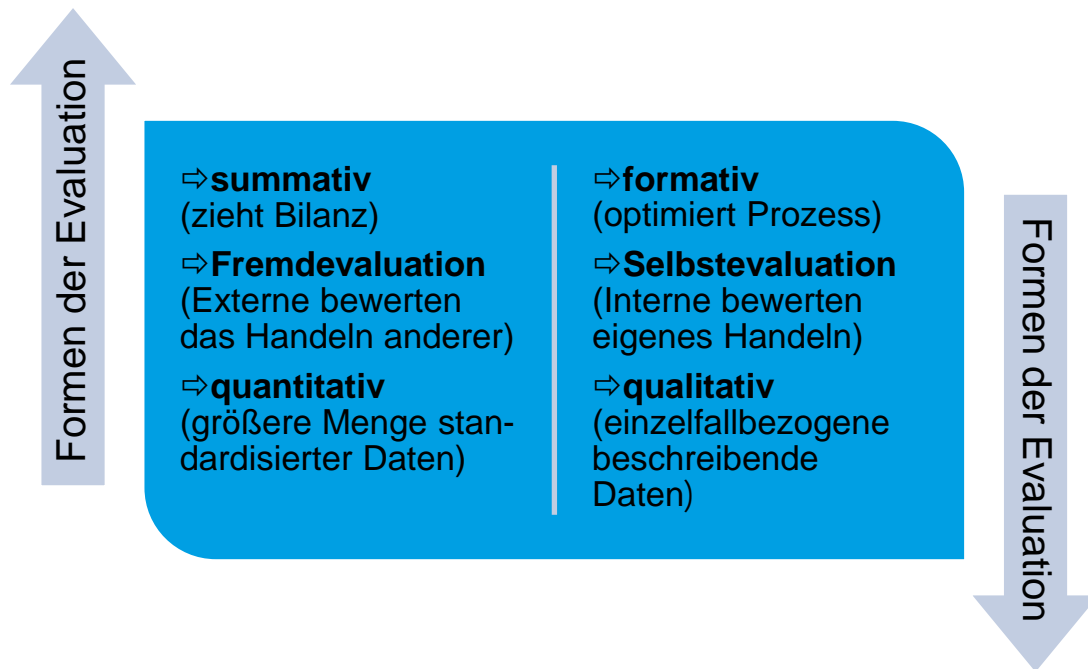 Formen der Evaluation
⇨summativ
(zieht Bilanz)
⇨Fremdevaluation
(Externe bewerten
das Handeln anderer)
⇨quantitativ
(größere Menge stan-
dardisierter Daten)
⇨formativ
(optimiert Prozess)
⇨Selbstevaluation
(Interne bewerten
eigenes Handeln)
⇨qualitativ
(einzelfallbezogene
beschreibende
Daten)
Formen der Evaluation